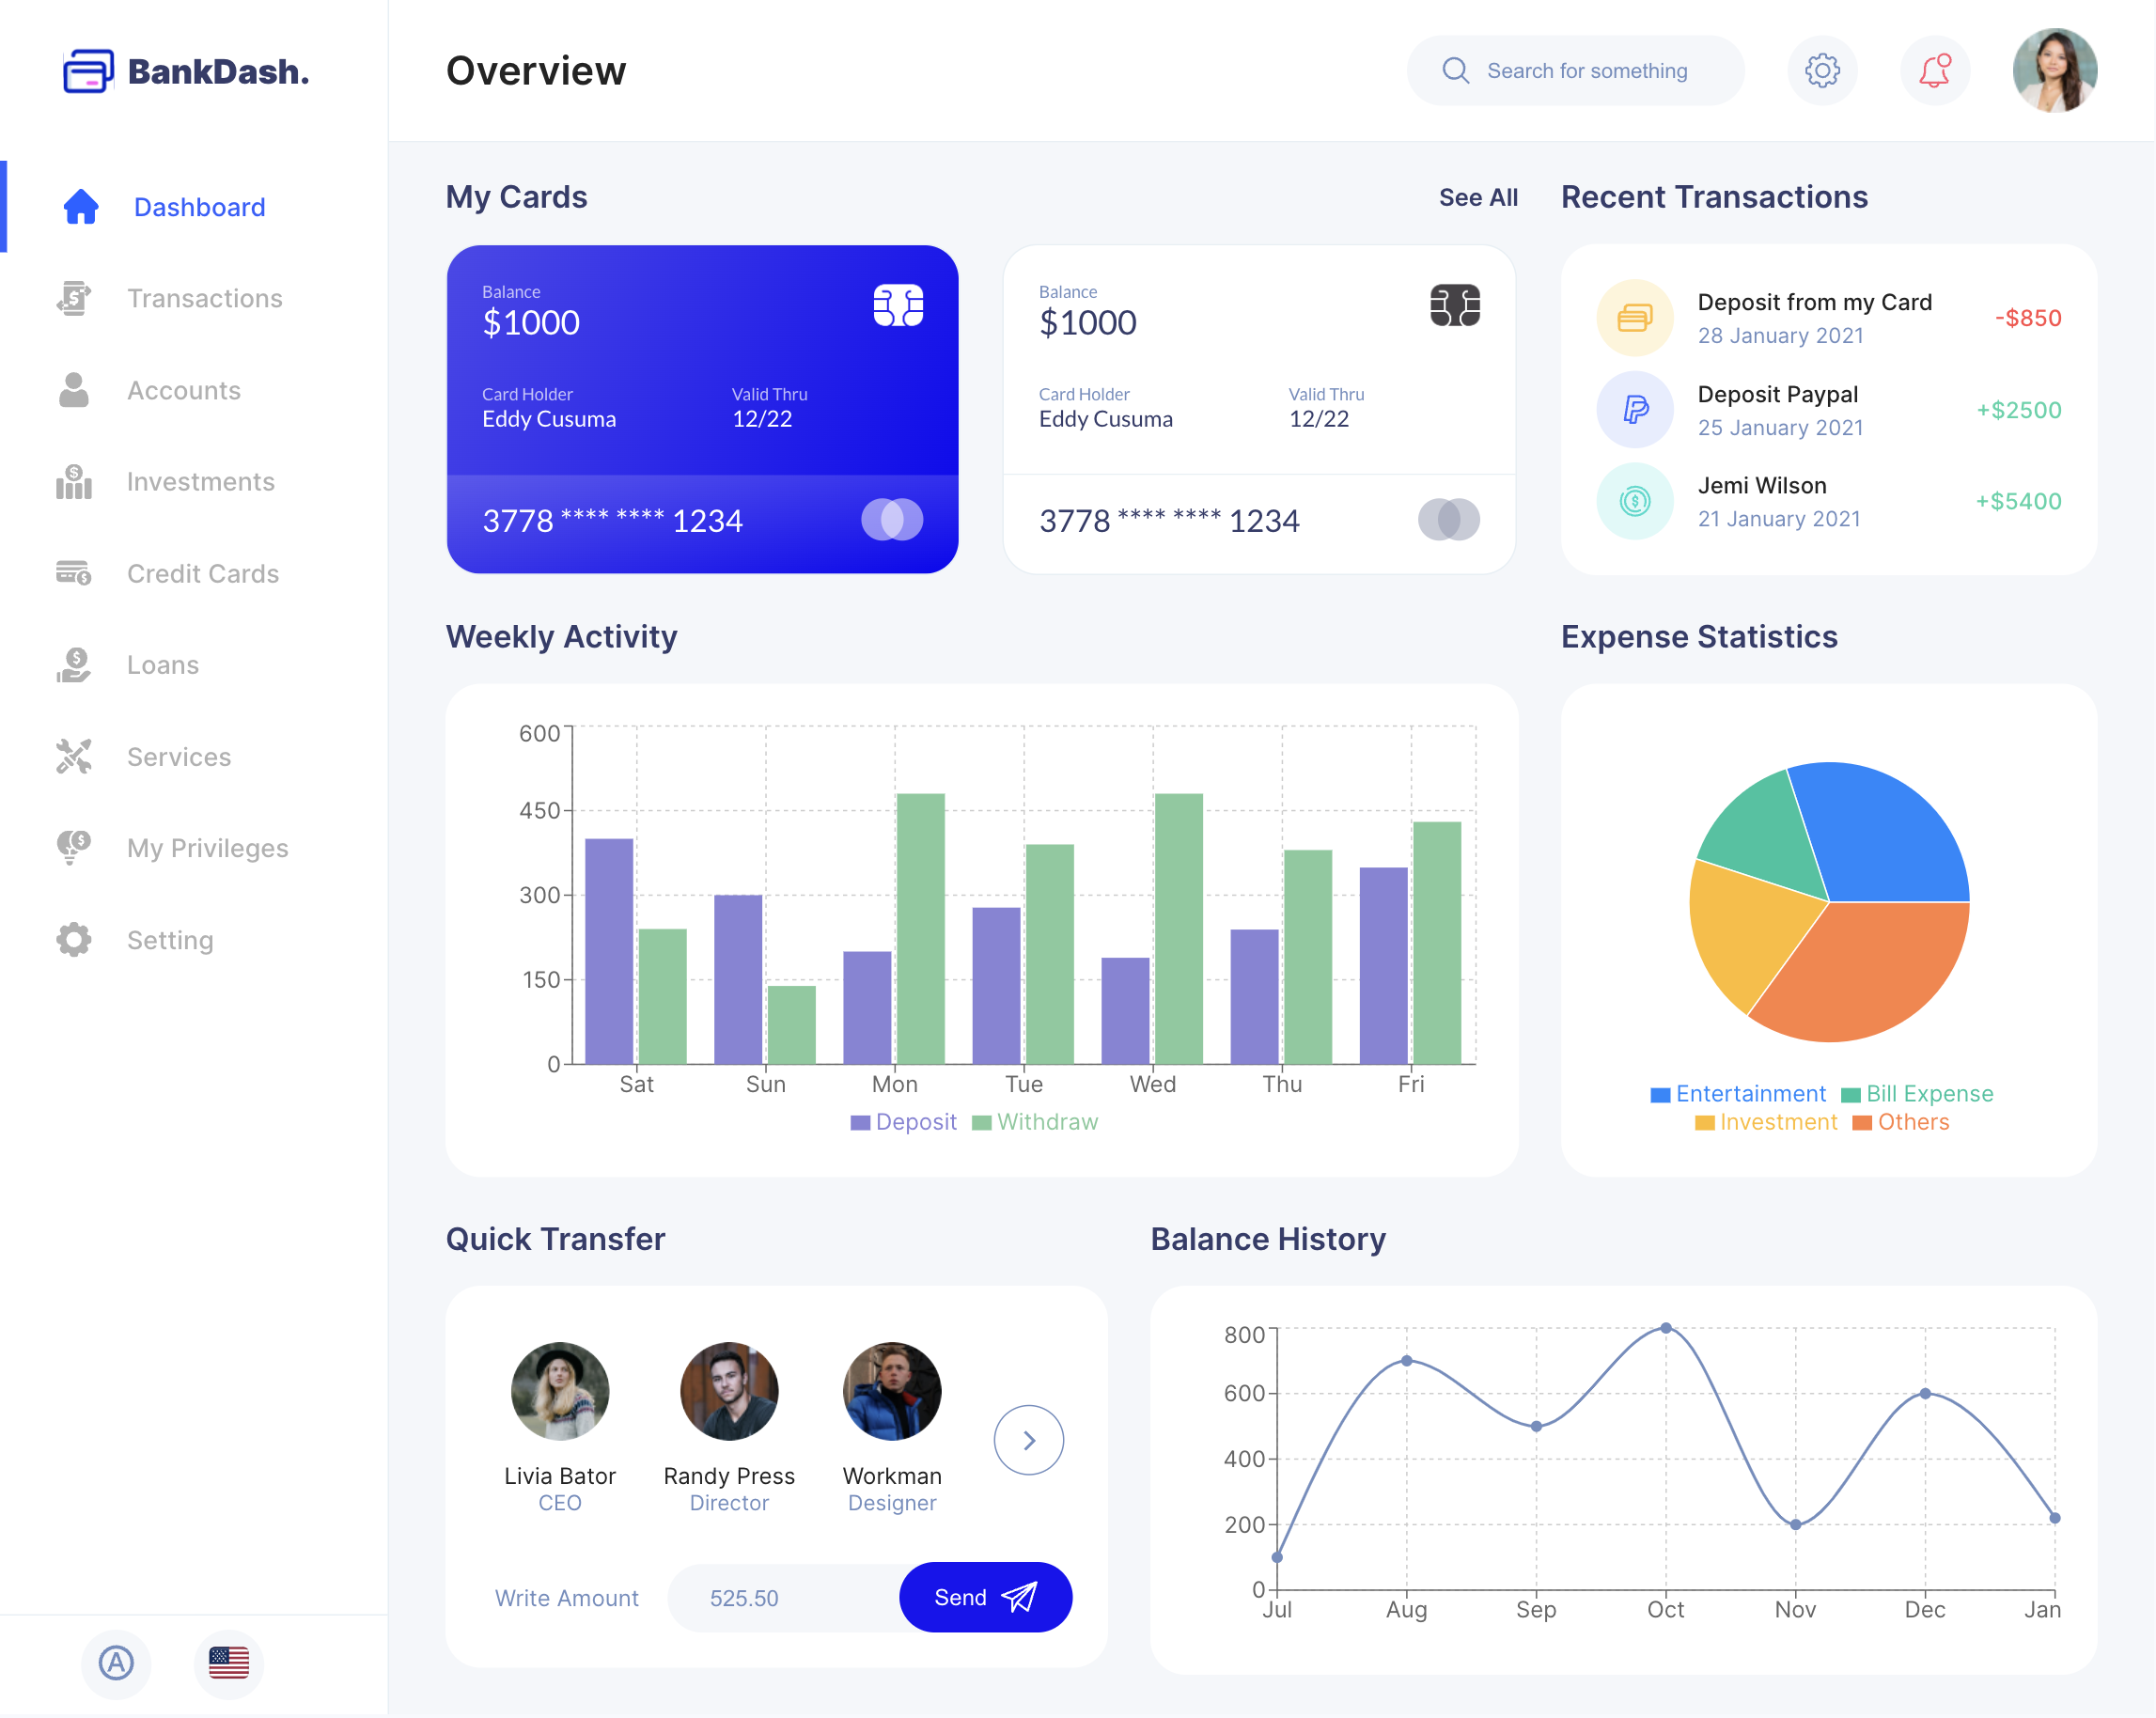 BankDash.
Overview
Search for something
Dashboard
Transactions
Accounts
Investments
Credit Cards
Loans
Services
My Privileges
Setting
My Cards
See All
Balance
$1000
Card Holder
Eddy Cusuma
Valid Thru
12/22
3778 **** **** 1234
Balance
$1000
Card Holder
Eddy Cusuma
Valid Thru
12/22
3778 **** **** 1234
Recent Transactions
Deposit from my Card
28 January 2021
-$850
Deposit Paypal
25 January 2021
+$2500
Jemi Wilson
21 January 2021
+$5400
Weekly Activity
600
450
300
150
0
Sat Sun Mon Tue Wed Thu Fri
Deposit Withdraw
Expense Statistics
Entertainment Bill Expense
Investment Others
Quick Transfer
Livia Bator
CEO
Randy Press
Director
Workman
Designer
Write Amount
525.50
Send
Balance History
800
600
400
200
0
Jul Aug Sep Oct Nov Dec Jan
A